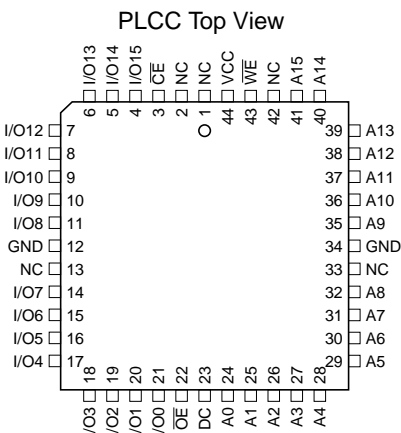 PLCC Top View
I/O13
I/O14
I/O15
CE
NC
NC
VCC
WE
NC
A15
A14
6
5
4
3
2
1
44
43
42
41
40
I/O12 7
I/O11 8
I/O10 9
I/O9 10
I/O8 11
GND 12
NC 13
I/O7 14
I/O6 15
I/O5 16
I/O4 17
39 A13
38 A12
37 A11
36 A10
35 A9
34 GND
33 NC
32 A8
31 A7
30 A6
29 A5
18
19
20
21
22
23
24
25
26
27
28
/O3
/O2
/O1
/O0
OE
DC
A0
A1
A2
A3
A4